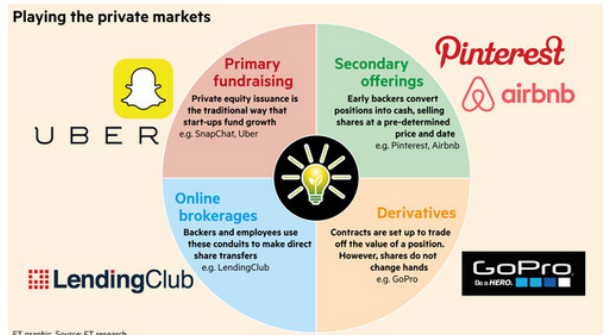 Playing the private markets
Primary
fundraising
Private equity issuance is
the traditional way that
start-ups fund growth
e.g. SnapChat, Uber
UBER
Secondary
offerings
Early backers convert
positions into cash, selling
shares at a pre-determined
price and date
e.g. Pinterest, Airbnb
Pinterest
airbnb
Online
brokerages
Backers and employees use
these conduits to make direct
share transfers
e.g. LendingClub
LendingClub
Derivatives
Contracts are set up to trade
off the value of a position.
However, shares do not
change hands
e.g. GoPro
GoPro
Be a HERO.
FT graphic. Source: FT research